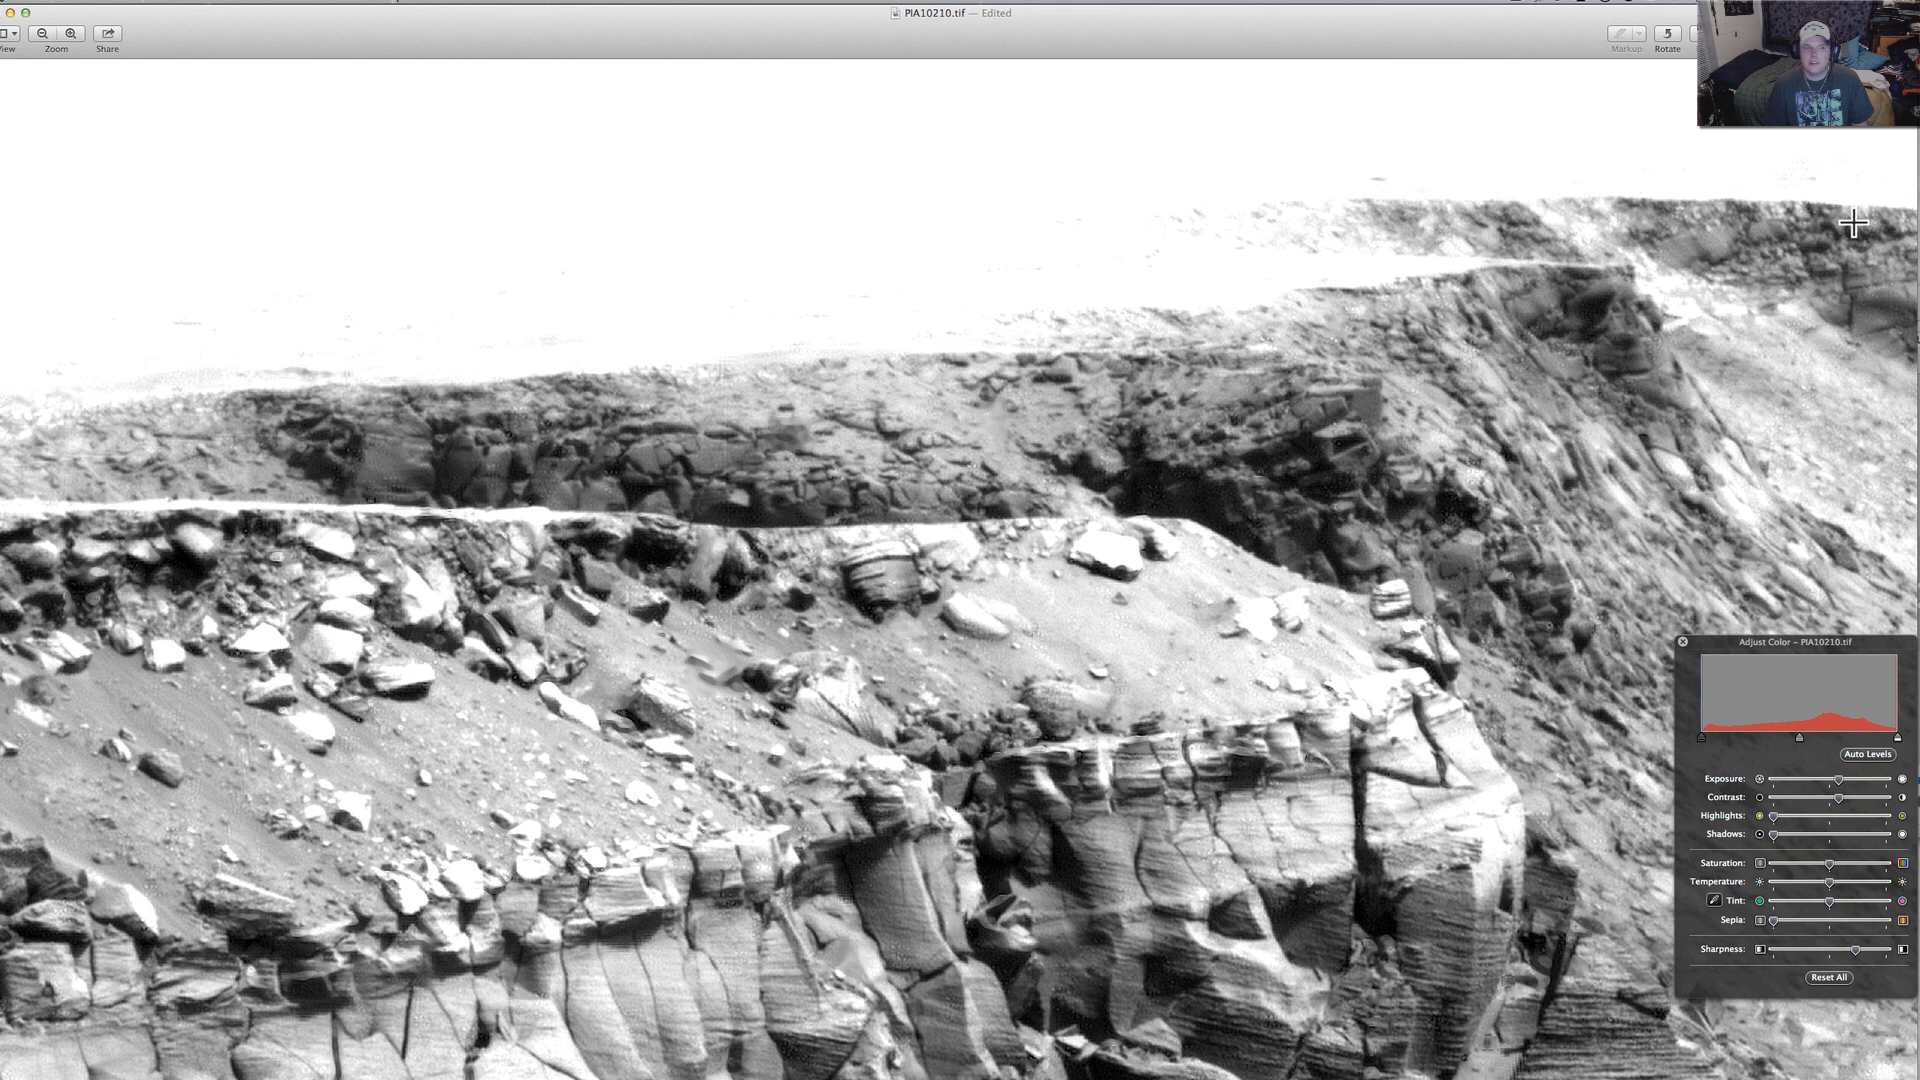 PIA10210.tif — Edited
View
Zoom
Share
Markup
Rotate
Adjust Color – PIA10210.tif
Auto Levels
Exposure:
Contrast:
Highlights:
Shadows:
Saturation:
Temperature:
Tint:
Sepia:
Sharpness:
Reset All